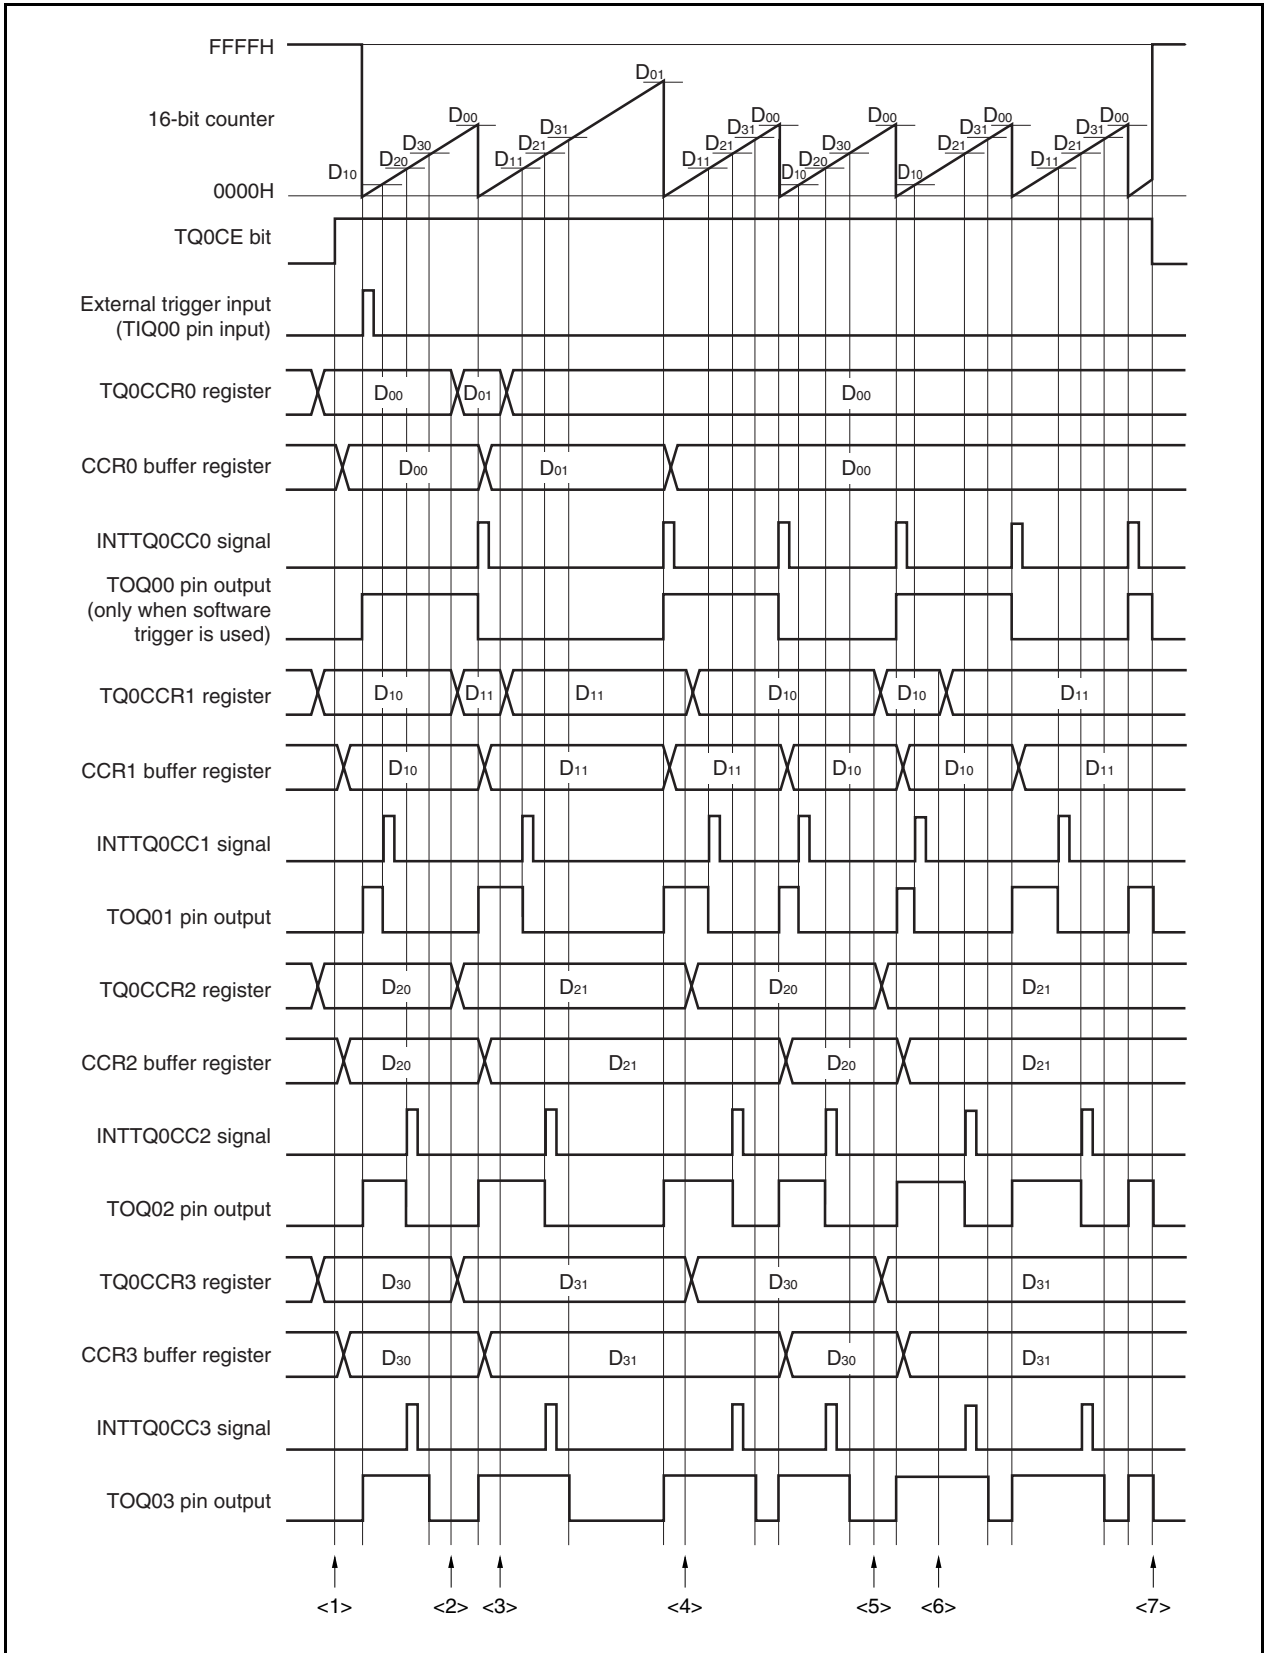 FFFFH
D01
16-bit counter
D00 D00 D00 D00 D00
D30 D31 D31 D31 D31
D20 D21 D21 D30 D21 D21
D10 D11 D11 D10 D20 D10 D11
0000H
TQ0CE bit
External trigger input
(TIQ00 pin input)
TQ0CCR0 register D00 D01 D00
CCR0 buffer register D00 D01 D00
INTTQ0CC0 signal
TOQ00 pin output
(only when software
trigger is used)
TQ0CCR1 register D10 D11 D11 D10 D10 D11
CCR1 buffer register D10 D11 D11 D10 D10 D11
INTTQ0CC1 signal
TOQ01 pin output
TQ0CCR2 register D20 D21 D20 D21
CCR2 buffer register D20 D21 D20 D21
INTTQ0CC2 signal
TOQ02 pin output
TQ0CCR3 register D30 D31 D30 D31
CCR3 buffer register D30 D31 D30 D31
INTTQ0CC3 signal
TOQ03 pin output
<1> <2> <3> <4> <5> <6> <7>